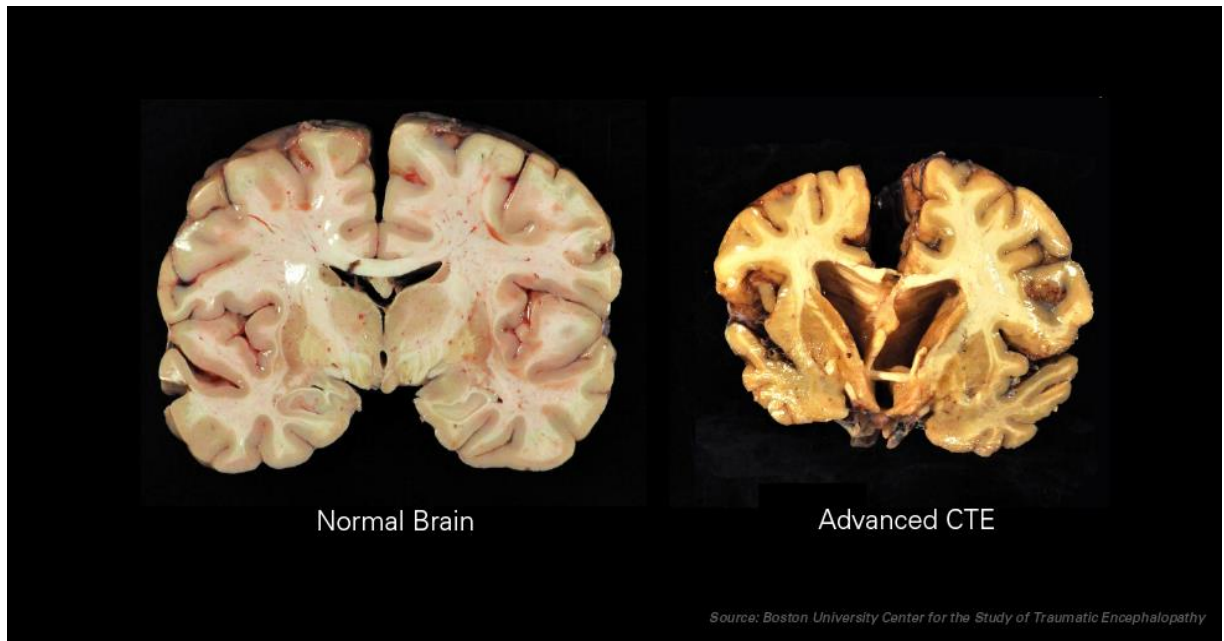 Normal Brain
Advanced CTE
Source: Boston University Center for the Study of Traumatic Encephalopathy